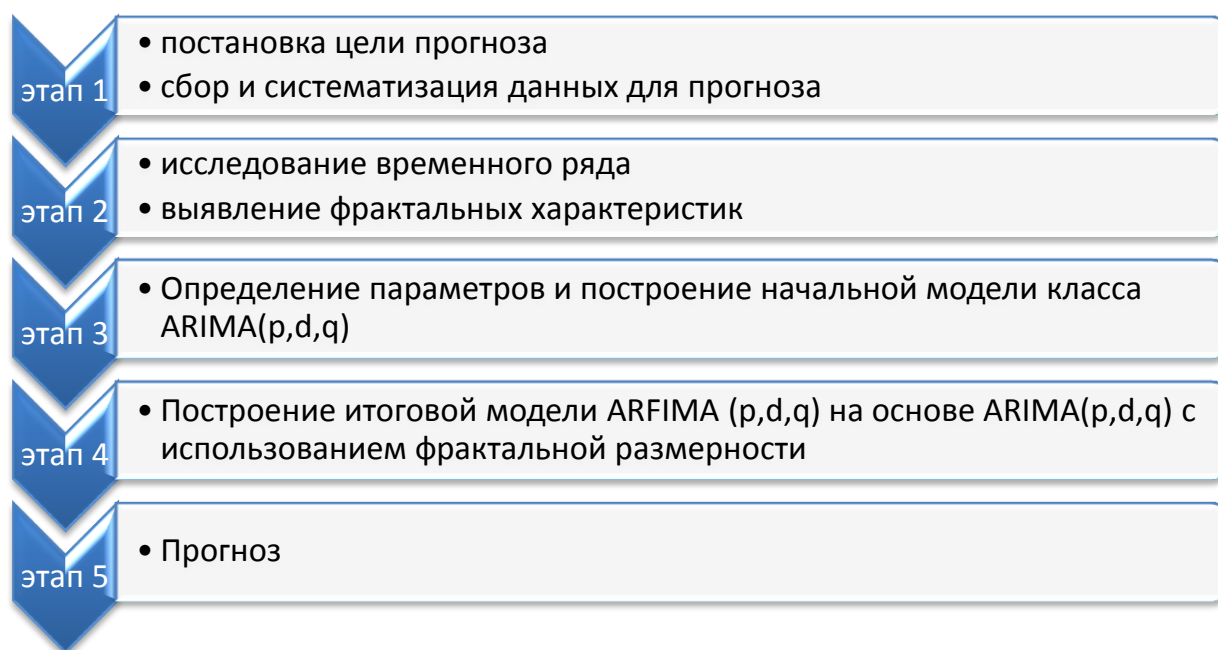 этап 1
• постановка цели прогноза
• сбор и систематизация данных для прогноза
этап 2
• исследование временного ряда
• выявление фрактальных характеристик
этап 3
• Определение параметров и построение начальной модели класса
ARIMA(p,d,q)
этап 4
• Построение итоговой модели ARFIMA (p,d,q) на основе ARIMA(p,d,q) с
использованием фрактальной размерности
этап 5
• Прогноз